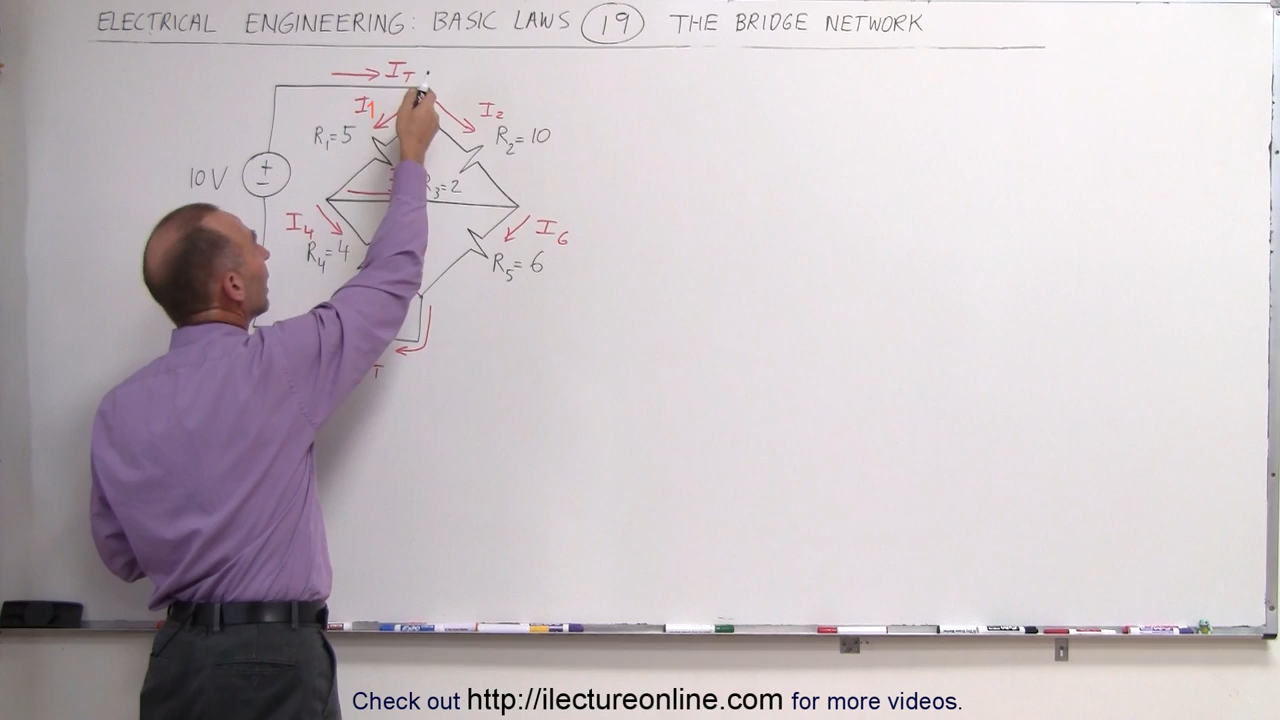 ELECTRICAL ENGINEERING: BASIC LAWS 19 THE BRIDGE NETWORK
I_T
I_1
I_2
R_1=5
R_2=10
10V
+
−
R_3=2
I_4
I_6
R_4=4
R_5=6
T
Check out http://ilectureonline.com for more videos.